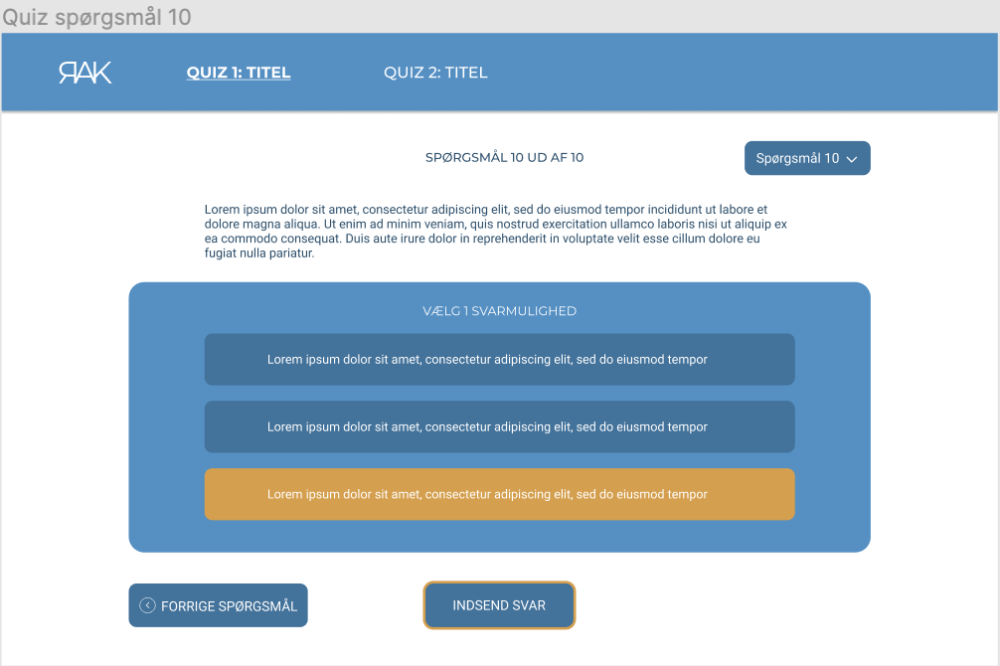 Quiz spørgsmål 10
ЯAK
QUIZ 1: TITEL
QUIZ 2: TITEL
SPØRGSMÅL 10 UD AF 10
Spørgsmål 10
Lorem ipsum dolor sit amet, consectetur adipiscing elit, sed do eiusmod tempor incididunt ut labore et
dolore magna aliqua. Ut enim ad minim veniam, quis nostrud exercitation ullamco laboris nisi ut aliquip ex
ea commodo consequat. Duis aute irure dolor in reprehenderit in voluptate velit esse cillum dolore eu
fugiat nulla pariatur.
VÆLG 1 SVARMULIGHED
Lorem ipsum dolor sit amet, consectetur adipiscing elit, sed do eiusmod tempor
Lorem ipsum dolor sit amet, consectetur adipiscing elit, sed do eiusmod tempor
Lorem ipsum dolor sit amet, consectetur adipiscing elit, sed do eiusmod tempor
FORRIGE SPØRGSMÅL
INDSEND SVAR